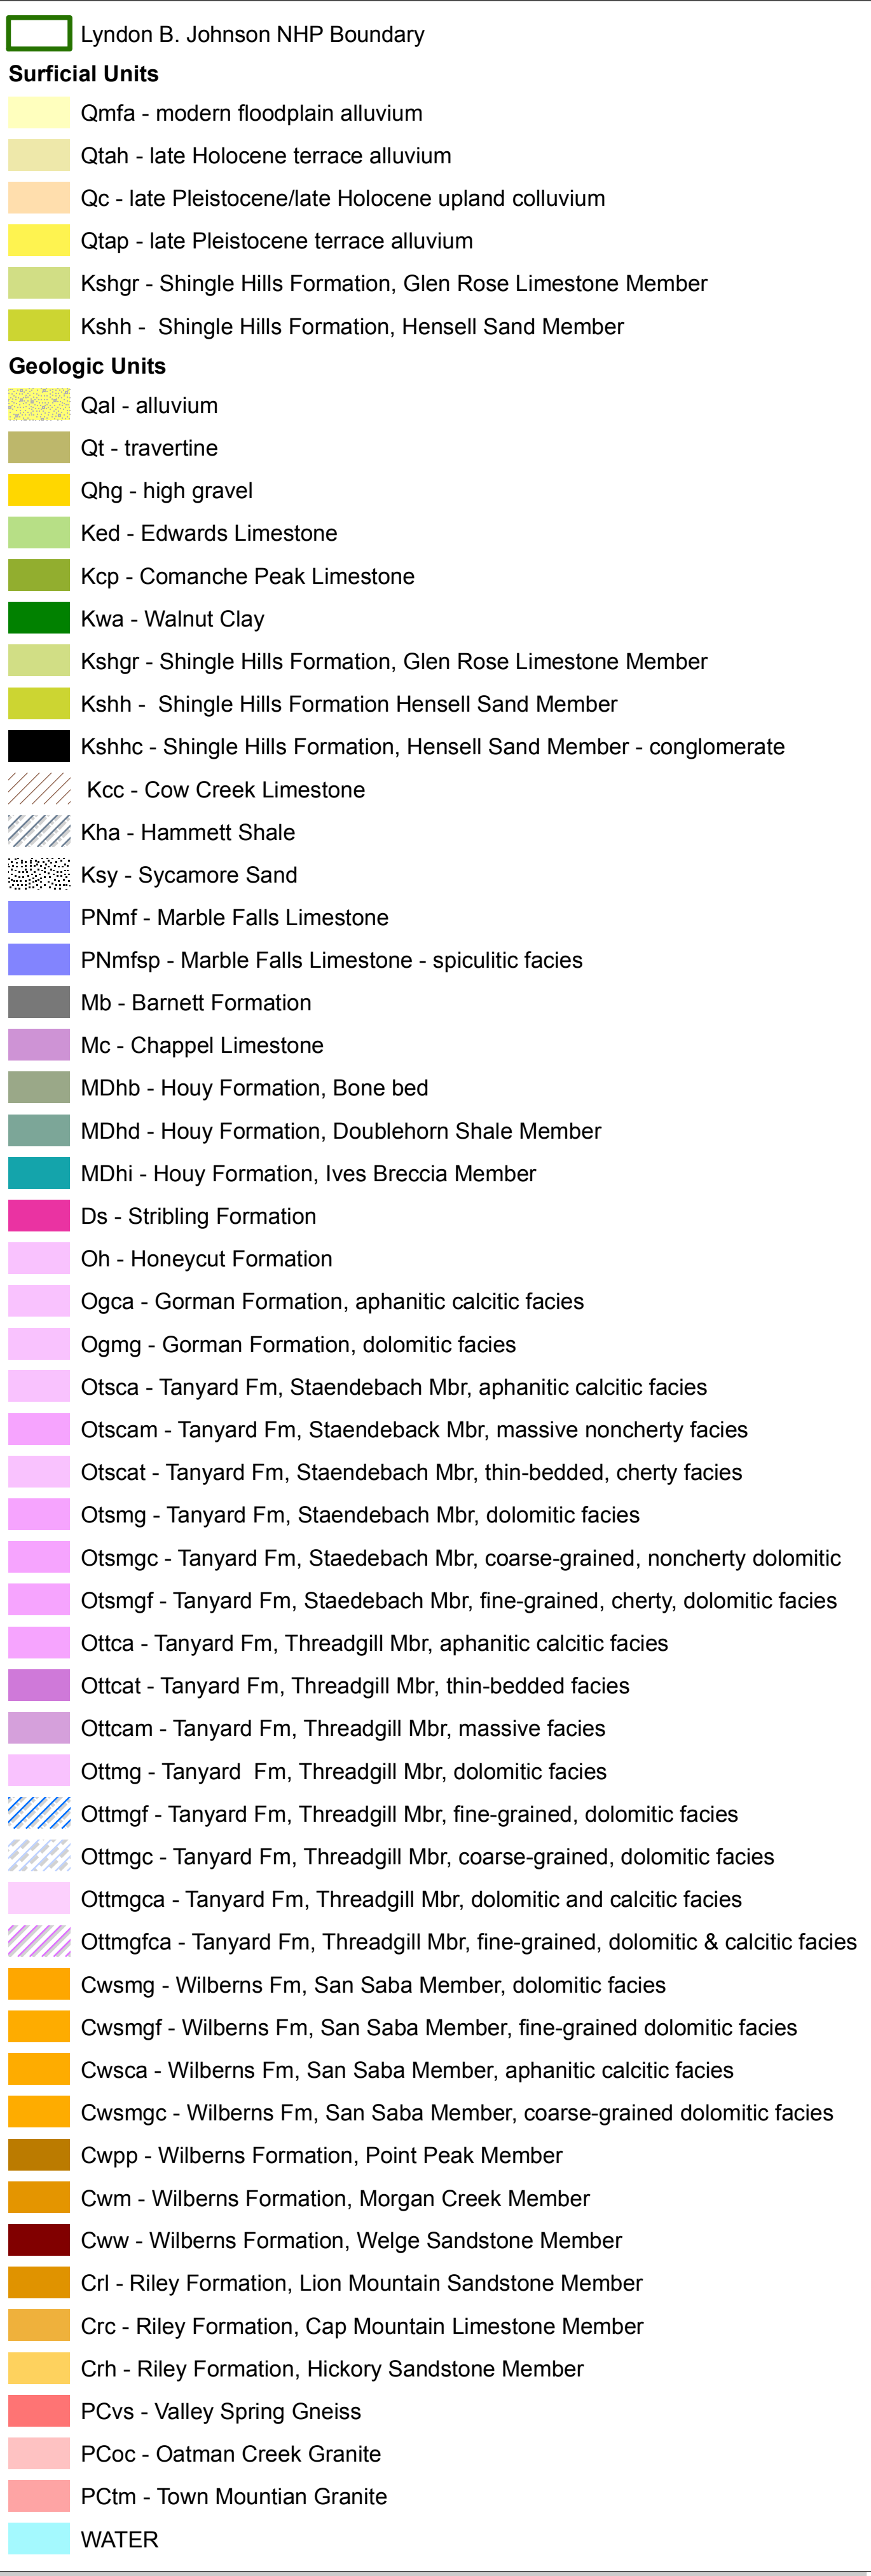 Lyndon B. Johnson NHP Boundary
Surficial Units
Qmfa - modern floodplain alluvium
Qtah - late Holocene terrace alluvium
Qc - late Pleistocene/late Holocene upland colluvium
Qtap - late Pleistocene terrace alluvium
Kshgr - Shingle Hills Formation, Glen Rose Limestone Member
Kshh - Shingle Hills Formation, Hensell Sand Member
Geologic Units
Qal - alluvium
Qt - travertine
Qhg - high gravel
Ked - Edwards Limestone
Kcp - Comanche Peak Limestone
Kwa - Walnut Clay
Kshgr - Shingle Hills Formation, Glen Rose Limestone Member
Kshh - Shingle Hills Formation Hensell Sand Member
Kshhc - Shingle Hills Formation, Hensell Sand Member - conglomerate
Kcc - Cow Creek Limestone
Kha - Hammett Shale
Ksy - Sycamore Sand
PNmf - Marble Falls Limestone
PNmfsp - Marble Falls Limestone - spiculitic facies
Mb - Barnett Formation
Mc - Chappel Limestone
MDhb - Houy Formation, Bone bed
MDhd - Houy Formation, Doublehorn Shale Member
MDhi - Houy Formation, Ives Breccia Member
Ds - Stribling Formation
Oh - Honeycut Formation
Ogca - Gorman Formation, aphanitic calcitic facies
Ogmg - Gorman Formation, dolomitic facies
Otsca - Tanyard Fm, Staendebach Mbr, aphanitic calcitic facies
Otscam - Tanyard Fm, Staendeback Mbr, massive noncherty facies
Otscat - Tanyard Fm, Staendebach Mbr, thin-bedded, cherty facies
Otsmg - Tanyard Fm, Staendebach Mbr, dolomitic facies
Otsmgc - Tanyard Fm, Staedebach Mbr, coarse-grained, noncherty dolomitic
Otsmgf - Tanyard Fm, Staedebach Mbr, fine-grained, cherty, dolomitic facies
Ottca - Tanyard Fm, Threadgill Mbr, aphanitic calcitic facies
Ottcat - Tanyard Fm, Threadgill Mbr, thin-bedded facies
Ottcam - Tanyard Fm, Threadgill Mbr, massive facies
Ottmg - Tanyard Fm, Threadgill Mbr, dolomitic facies
Ottmgf - Tanyard Fm, Threadgill Mbr, fine-grained, dolomitic facies
Ottmgc - Tanyard Fm, Threadgill Mbr, coarse-grained, dolomitic facies
Ottmgca - Tanyard Fm, Threadgill Mbr, dolomitic and calcitic facies
Ottmgfca - Tanyard Fm, Threadgill Mbr, fine-grained, dolomitic & calcitic facies
Cwsmg - Wilberns Fm, San Saba Member, dolomitic facies
Cwsmgf - Wilberns Fm, San Saba Member, fine-grained dolomitic facies
Cwsca - Wilberns Fm, San Saba Member, aphanitic calcitic facies
Cwsmgc - Wilberns Fm, San Saba Member, coarse-grained dolomitic facies
Cwpp - Wilberns Formation, Point Peak Member
Cwm - Wilberns Formation, Morgan Creek Member
Cww - Wilberns Formation, Welge Sandstone Member
Crl - Riley Formation, Lion Mountain Sandstone Member
Crc - Riley Formation, Cap Mountain Limestone Member
Crh - Riley Formation, Hickory Sandstone Member
PCvs - Valley Spring Gneiss
PCoc - Oatman Creek Granite
PCtm - Town Mountian Granite
WATER